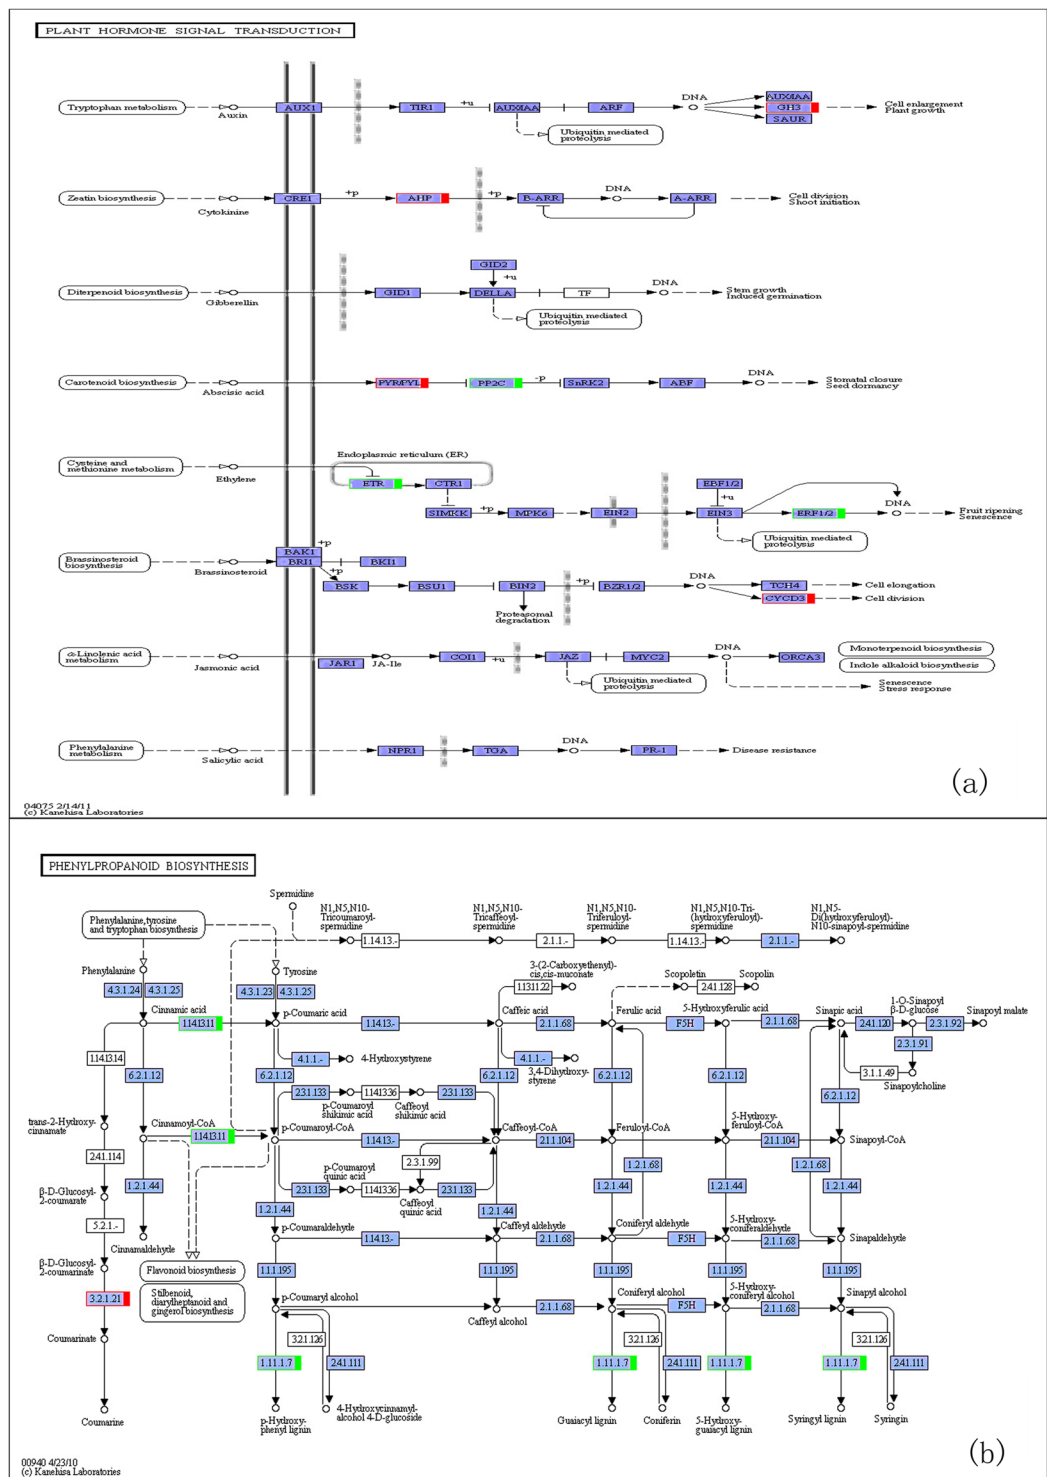 PLANT HORMONE SIGNAL TRANSDUCTION
Tryptophan metabolism
Auxin
AUX1
TIR1
+u
AUX/IAA
ARF
DNA
AUX/IAA
GH3
SAUR
Cell enlargement
Plant growth
Ubiquitin mediated
proteolysis
Zeatin biosynthesis
Cytokinine
CRE1
+p
AHP
+p
B-ARR
DNA
A-ARR
Cell division
Shoot initiation
Diterpenoid biosynthesis
Gibberellin
GID1
GID2
+u
DELLA
TF
DNA
Stem growth
Induced germination
Ubiquitin mediated
proteolysis
Carotenoid biosynthesis
Abscisic acid
PYR/PYL
PP2C
-p
SnRK2
ABF
DNA
Stomatal closure
Seed dormancy
Cysteine and
methionine metabolism
Ethylene
Endoplasmic reticulum (ER)
ETR
CTR1
SIMKK
+p
MPK6
EIN2
EBF1/2
+u
EIN3
ERF1/2
DNA
Fruit ripening
Senescence
Ubiquitin mediated
proteolysis
Brassinosteroid
biosynthesis
Brassinosteroid
BAK1
BRI1
+p
BKI1
+p
BSK
BSU1
BIN2
+p
BZR1/2
DNA
TCH4
CYCD3
Cell elongation
Cell division
Proteasomal
degradation
α-Linolenic acid
metabolism
Jasmonic acid
JAR1
JA-Ile
COI1
+u
JAZ
MYC2
DNA
ORCA3
Monoterpenoid biosynthesis
Indole alkaloid biosynthesis
Ubiquitin mediated
proteolysis
Senescence
Stress response
Phenylalanine
metabolism
Salicylic acid
NPR1
TGA
DNA
PR-1
Disease resistance
(a)
04075 2/14/11
(c) Kanehisa Laboratories
PHENYLPROPANOID BIOSYNTHESIS
Spermidine
Phenylalanine, tyrosine
and tryptophan biosynthesis
N1,N5,N10-
Tricoumaroyl-
spermidine
N1,N5,N10-
Tricaffeoyl-
spermidine
N1,N5,N10-
Triferuloyl-
spermidine
N1,N5,N10-Tri-
(hydroxyferuloyl)-
spermidine
N1,N5-
Di(hydroxyferuloyl)-
N10-sinapoyl-spermidine
1.14.13.-
2.1.1.-
1.14.13.-
2.1.1.-
Phenylalanine
Tyrosine
3-(2-Carboxyethenyl)-
cis,cis-muconate
Scopoletin
Scopolin
4.3.1.24
4.3.1.25
4.3.1.23
4.3.1.25
1.13.11.22
2.4.1.128
Cinnamic acid
1.14.13.11
p-Coumaric acid
1.14.13.-
Caffeic acid
2.1.1.68
Ferulic acid
F5H
5-Hydroxyferulic acid
2.1.1.68
Sinapic acid
2.4.1.120
1-O-Sinapoyl
β-D-glucose
2.3.1.92
Sinapoyl malate
2.3.1.91
1.14.13.14
4.1.1.-
4-Hydroxystyrene
4.1.1.-
3,4-Dihydroxy-
styrene
3.1.1.49
Sinapoylcholine
6.2.1.12
6.2.1.12
6.2.1.12
6.2.1.12
6.2.1.12
6.2.1.12
2.3.1.133
p-Coumaroyl
shikimic acid
1.14.13.36
Caffeoyl
shikimic acid
2.3.1.133
trans-2-Hydroxy-
cinnamate
Cinnamoyl-CoA
1.14.13.11
p-Coumaroyl-CoA
1.14.13.-
Caffeoyl-CoA
2.1.1.104
Feruloyl-CoA
5-Hydroxy-
feruloyl-CoA
2.1.1.104
Sinapoyl-CoA
2.4.1.114
2.3.1.99
1.2.1.68
1.2.1.68
β-D-Glucosyl-
2-coumarate
1.2.1.44
2.3.1.133
p-Coumaroyl
quinic acid
1.14.13.36
Caffeoyl
quinic acid
2.3.1.133
1.2.1.44
1.2.1.44
1.2.1.44
1.2.1.44
1.2.1.44
5.2.1.-
Cinnamaldehyde
p-Coumaraldehyde
1.14.13.-
Caffeyl aldehyde
2.1.1.68
Coniferyl aldehyde
F5H
5-Hydroxy-
coniferaldehyde
2.1.1.68
Sinapaldehyde
β-D-Glucosyl-
2-coumarinate
Flavonoid biosynthesis
Stilbenoid,
diarylheptanoid and
gingerol biosynthesis
1.1.1.195
1.1.1.195
1.1.1.195
1.1.1.195
1.1.1.195
3.2.1.21
p-Coumaryl alcohol
Caffeyl alcohol
2.1.1.68
Coniferyl alcohol
F5H
5-Hydroxy-
coniferyl alcohol
2.1.1.68
Sinapyl alcohol
Coumarinate
3.2.1.126
3.2.1.126
3.2.1.126
1.11.1.7
2.4.1.111
1.11.1.7
2.4.1.111
1.11.1.7
1.11.1.7
2.4.1.111
Coumarine
p-Hydroxy-
phenyl lignin
4-Hydroxycinnamyl-
alcohol 4-D-glucoside
Guaiacyl lignin
Coniferin
5-Hydroxy-
guaiacyl lignin
Syringyl lignin
Syringin
(b)
00940 4/23/10
(c) Kanehisa Laboratories